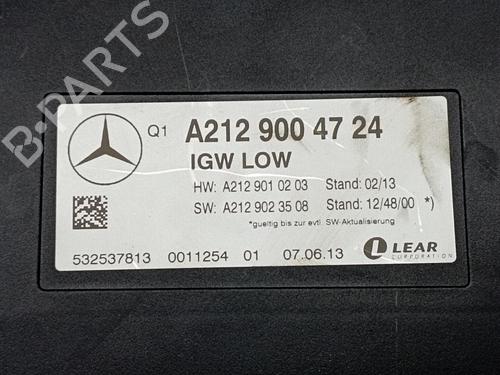 B-PARTS
Q1 A212 900 47 24
IGW LOW
HW: A212 901 02 03 Stand: 02/13
SW: A212 902 35 08 Stand: 12/48/00 *)
*gueltig bis zur evtl. SW-Aktualisierung
532537813 0011254 01 07.06.13
LEAR
CORPORATION